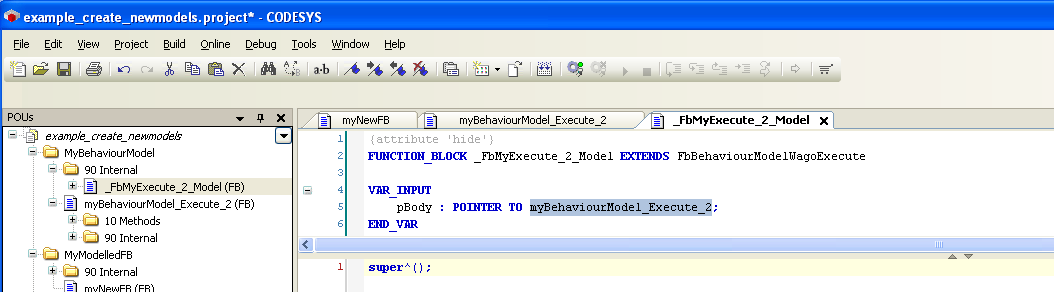 example_create_newmodels.project* - CODESYS
File Edit View Project Build Online Debug Tools Window Help
POUs
myNewFB myBehaviourModel_Execute_2 _FbMyExecute_2_Model
example_create_newmodels
MyBehaviourModel
90 Internal
_FbMyExecute_2_Model (FB)
myBehaviourModel_Execute_2 (FB)
10 Methods
90 Internal
MyModelledFB
90 Internal
myNewFB (FB)
1 {attribute 'hide'}
2 FUNCTION_BLOCK _FbMyExecute_2_Model EXTENDS FbBehaviourModelWagoExecute
3
4 VAR_INPUT
5 pBody : POINTER TO myBehaviourModel_Execute_2;
6 END_VAR
1 super^();